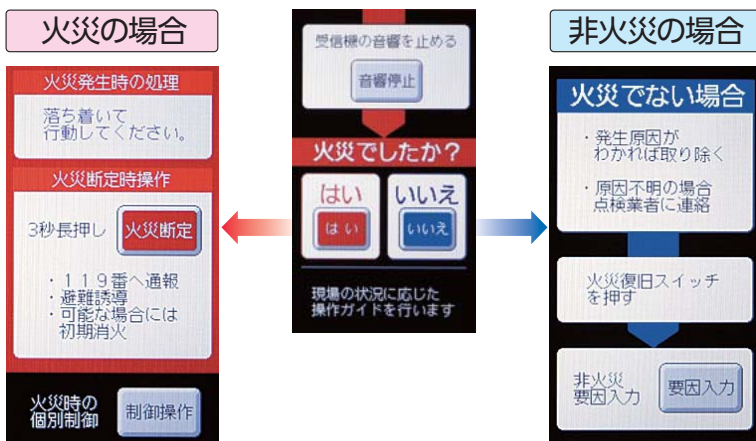 火災の場合
火災発生時の処理
落ち着いて
行動してください。
火災断定時操作
3秒長押し
火災断定
・119番へ通報
・避難誘導
・可能な場合には
初期消火
火災時の
個別制御
制御操作
受信機の音響を止める
音響停止
火災でしたか？
はい
いいえ
はい
いいえ
現場の状況に応じた
操作ガイドを行います
非火災の場合
火災でない場合
・発生原因が
わかれば取り除く
・原因不明の場合
点検業者に連絡
火災復旧スイッチ
を押す
非火災
要因入力
要因入力